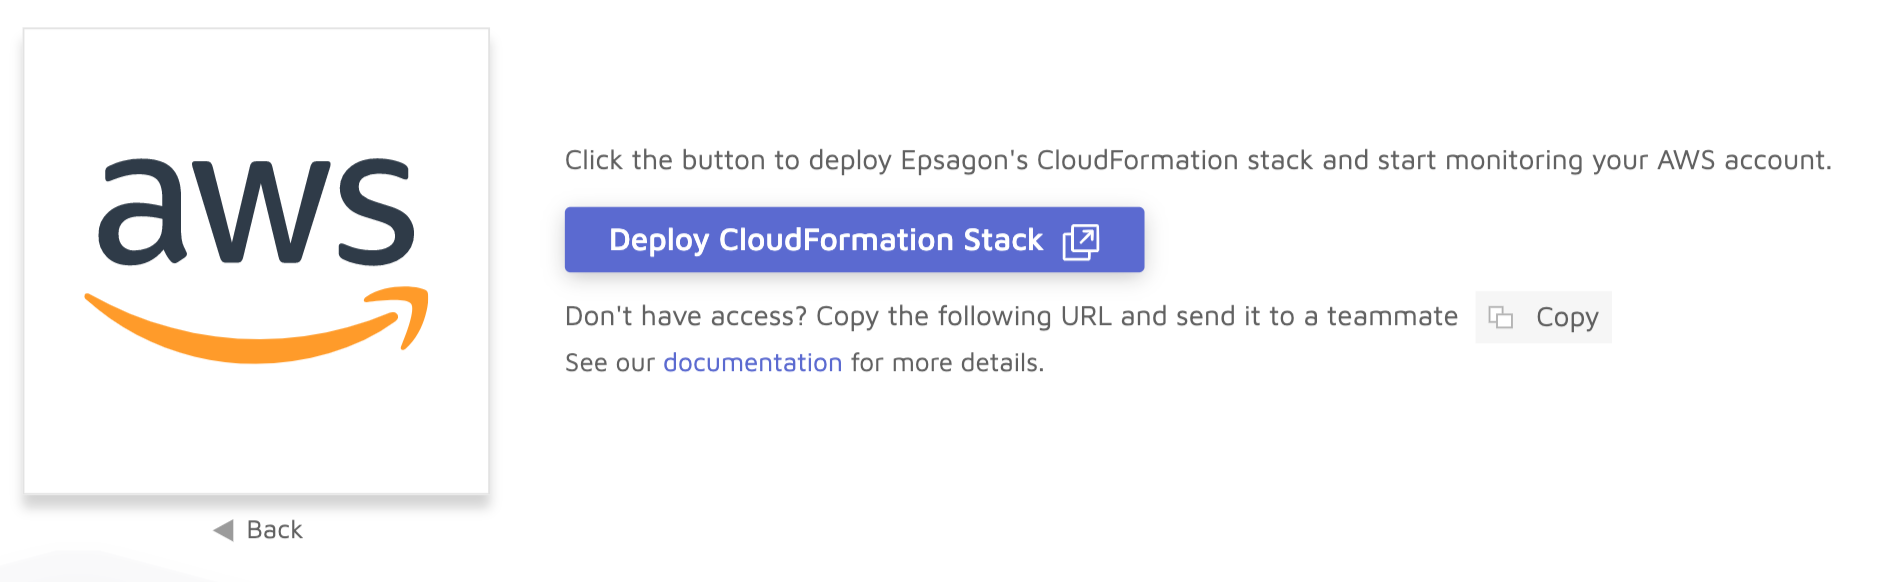 aws
Click the button to deploy Epsagon's CloudFormation stack and start monitoring your AWS account.
Deploy CloudFormation Stack
Don't have access? Copy the following URL and send it to a teammate Copy
See our documentation for more details.
Back